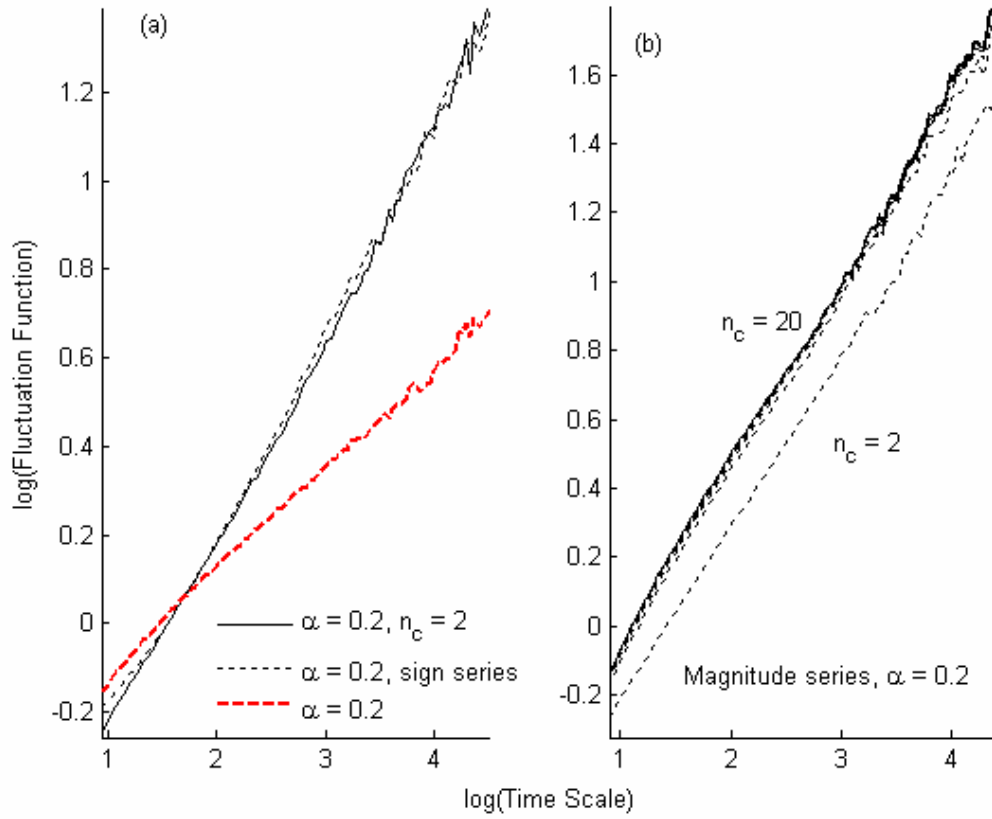 (a)
(b)
log(Fluctuation Function)
1.2
1
0.8
0.6
0.4
0.2
0
-0.2
1 2 3 4
α = 0.2, n_c = 2
α = 0.2, sign series
α = 0.2
1.6
1.4
1.2
1
0.8
0.6
0.4
0.2
0
-0.2
1 2 3 4
n_c = 20
n_c = 2
Magnitude series, α = 0.2
log(Time Scale)